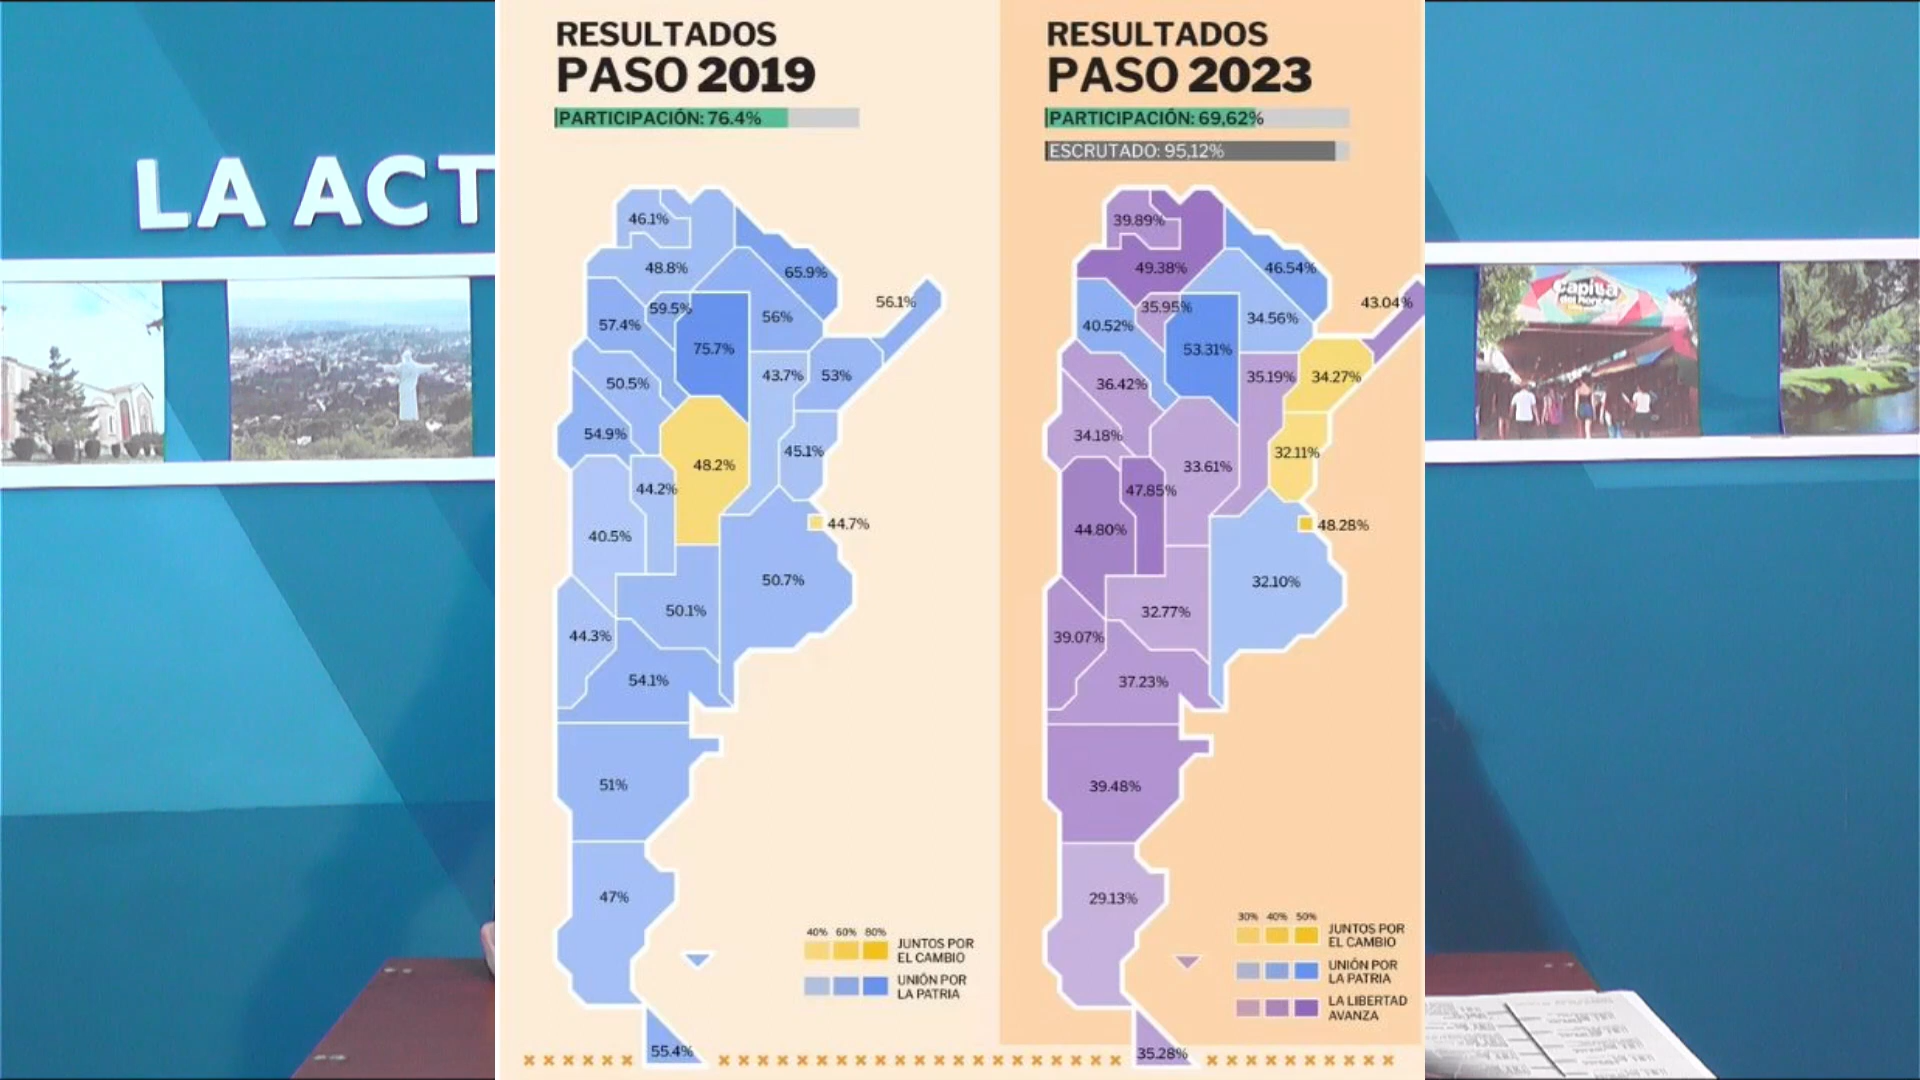 LA ACT
RESULTADOS
PASO 2019
PARTICIPACIÓN: 76.4%
46.1%
48.8%
65.9%
56.1%
59.5%
57.4%
56%
75.7%
43.7%
53%
50.5%
54.9%
45.1%
48.2%
44.2%
44.7%
40.5%
50.7%
50.1%
44.3%
54.1%
51%
47%
55.4%
40% 60% 80%
JUNTOS POR
EL CAMBIO
UNIÓN POR
LA PATRIA
RESULTADOS
PASO 2023
PARTICIPACIÓN: 69,62%
ESCRUTADO: 95,12%
39.89%
49.38%
46.54%
43.04%
35.95%
40.52%
34.56%
53.31%
35.19%
34.27%
36.42%
34.18%
32.11%
33.61%
47.85%
48.28%
44.80%
32.10%
32.77%
39.07%
37.23%
39.48%
29.13%
35.28%
30% 40% 50%
JUNTOS POR
EL CAMBIO
UNIÓN POR
LA PATRIA
LA LIBERTAD
AVANZA
Capilla
del Monte